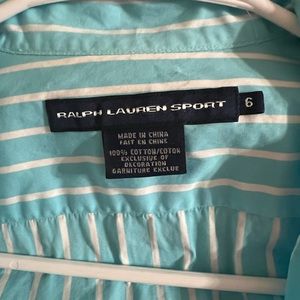 RALPH LAUREN SPORT 6
MADE IN CHINA
FAIT EN CHINE
100% COTTON/COTON
EXCLUSIVE OF
DECORATION
GARNITURE EXCLUE